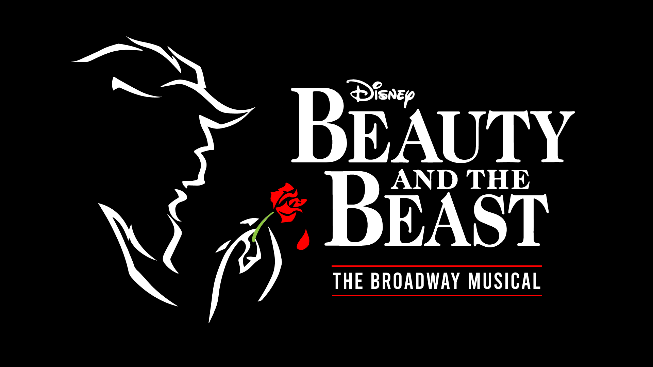 Disney
BEAUTY
AND THE
BEAST
THE BROADWAY MUSICAL